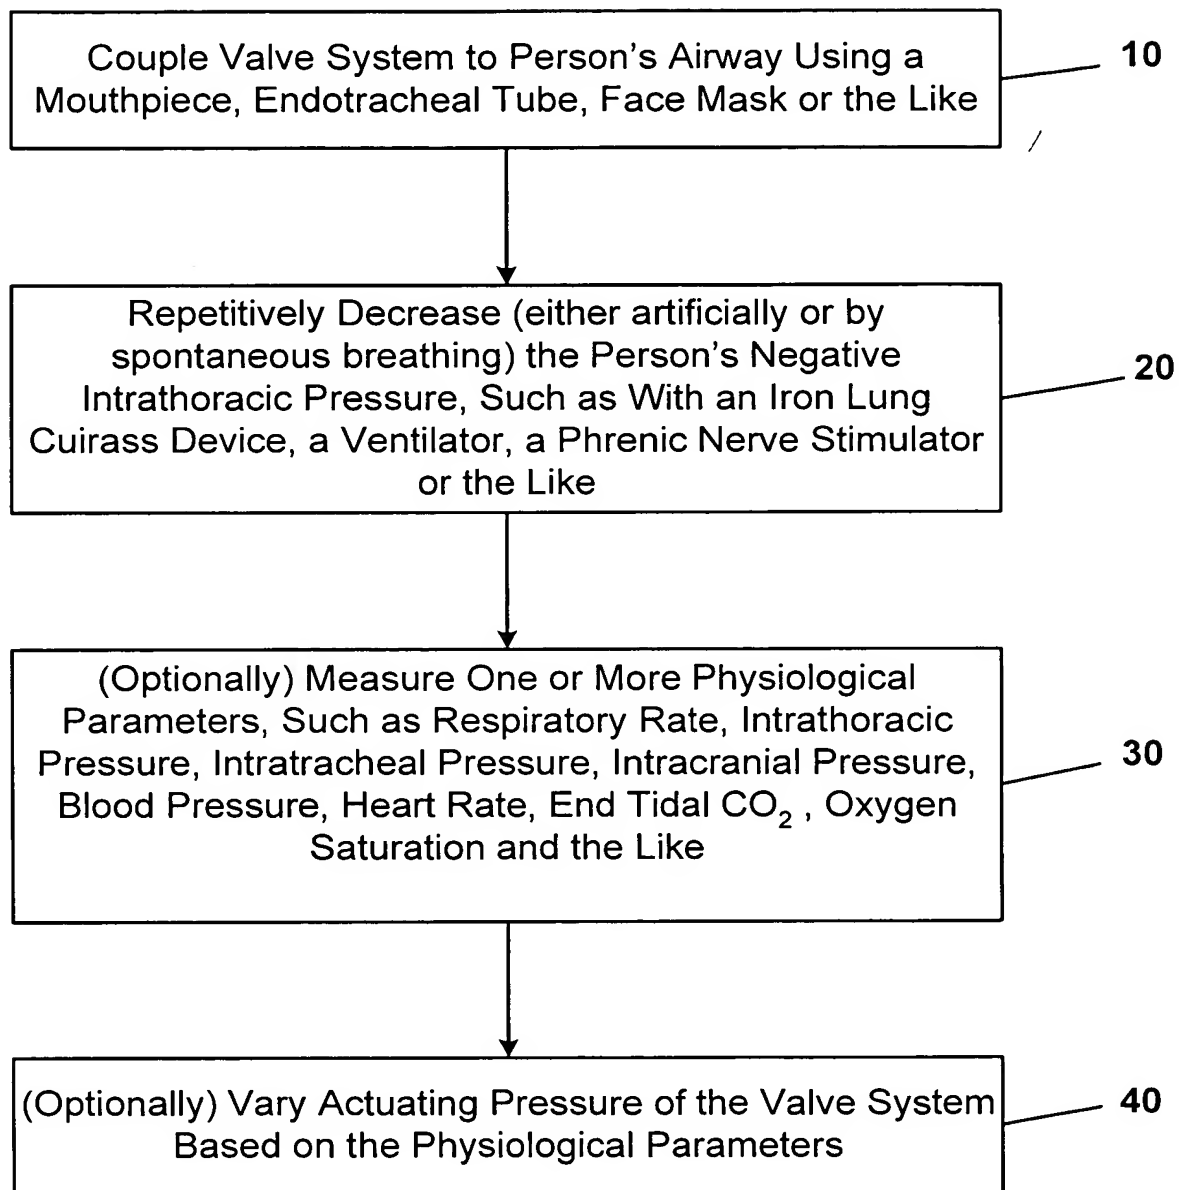 Couple Valve System to Person's Airway Using a
Mouthpiece, Endotracheal Tube, Face Mask or the Like
10
Repetitively Decrease (either artificially or by
spontaneous breathing) the Person's Negative
Intrathoracic Pressure, Such as With an Iron Lung
Cuirass Device, a Ventilator, a Phrenic Nerve Stimulator
or the Like
20
(Optionally) Measure One or More Physiological
Parameters, Such as Respiratory Rate, Intrathoracic
Pressure, Intratracheal Pressure, Intracranial Pressure,
Blood Pressure, Heart Rate, End Tidal CO₂ , Oxygen
Saturation and the Like
30
(Optionally) Vary Actuating Pressure of the Valve System
Based on the Physiological Parameters
40